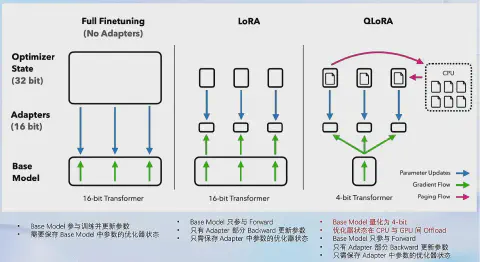 Full Finetuning
(No Adapters)
LoRA
QLoRA
Optimizer
State
(32 bit)
CPU
Adapters
(16 bit)
Base
Model
16-bit Transformer
16-bit Transformer
4-bit Transformer
Parameter Updates
Gradient Flow
Paging Flow
• Base Model 参与训练并更新参数
• 需要保存 Base Model 中参数的优化器状态
• Base Model 只参与 Forward
• 只有 Adapter 部分 Backward 更新参数
• 只需保存 Adapter 中参数的优化器状态
• Base Model 量化为 4-bit
• 优化器状态在 CPU 与 GPU 间 Offload
• Base Model 只参与 Forward
• 只有 Adapter 部分 Backward 更新参数
• 只需保存 Adapter 中参数的优化器状态